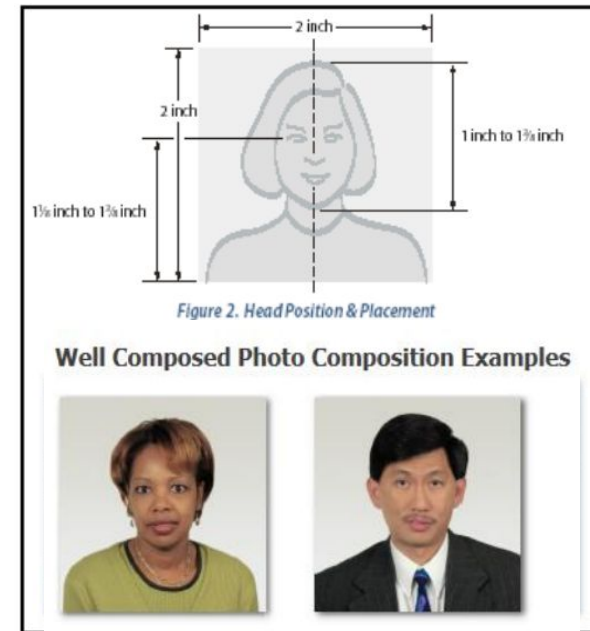 2 inch
2 inch
1 inch to 1⅜ inch
1⅛ inch to 1⅜ inch
Figure 2. Head Position & Placement
Well Composed Photo Composition Examples